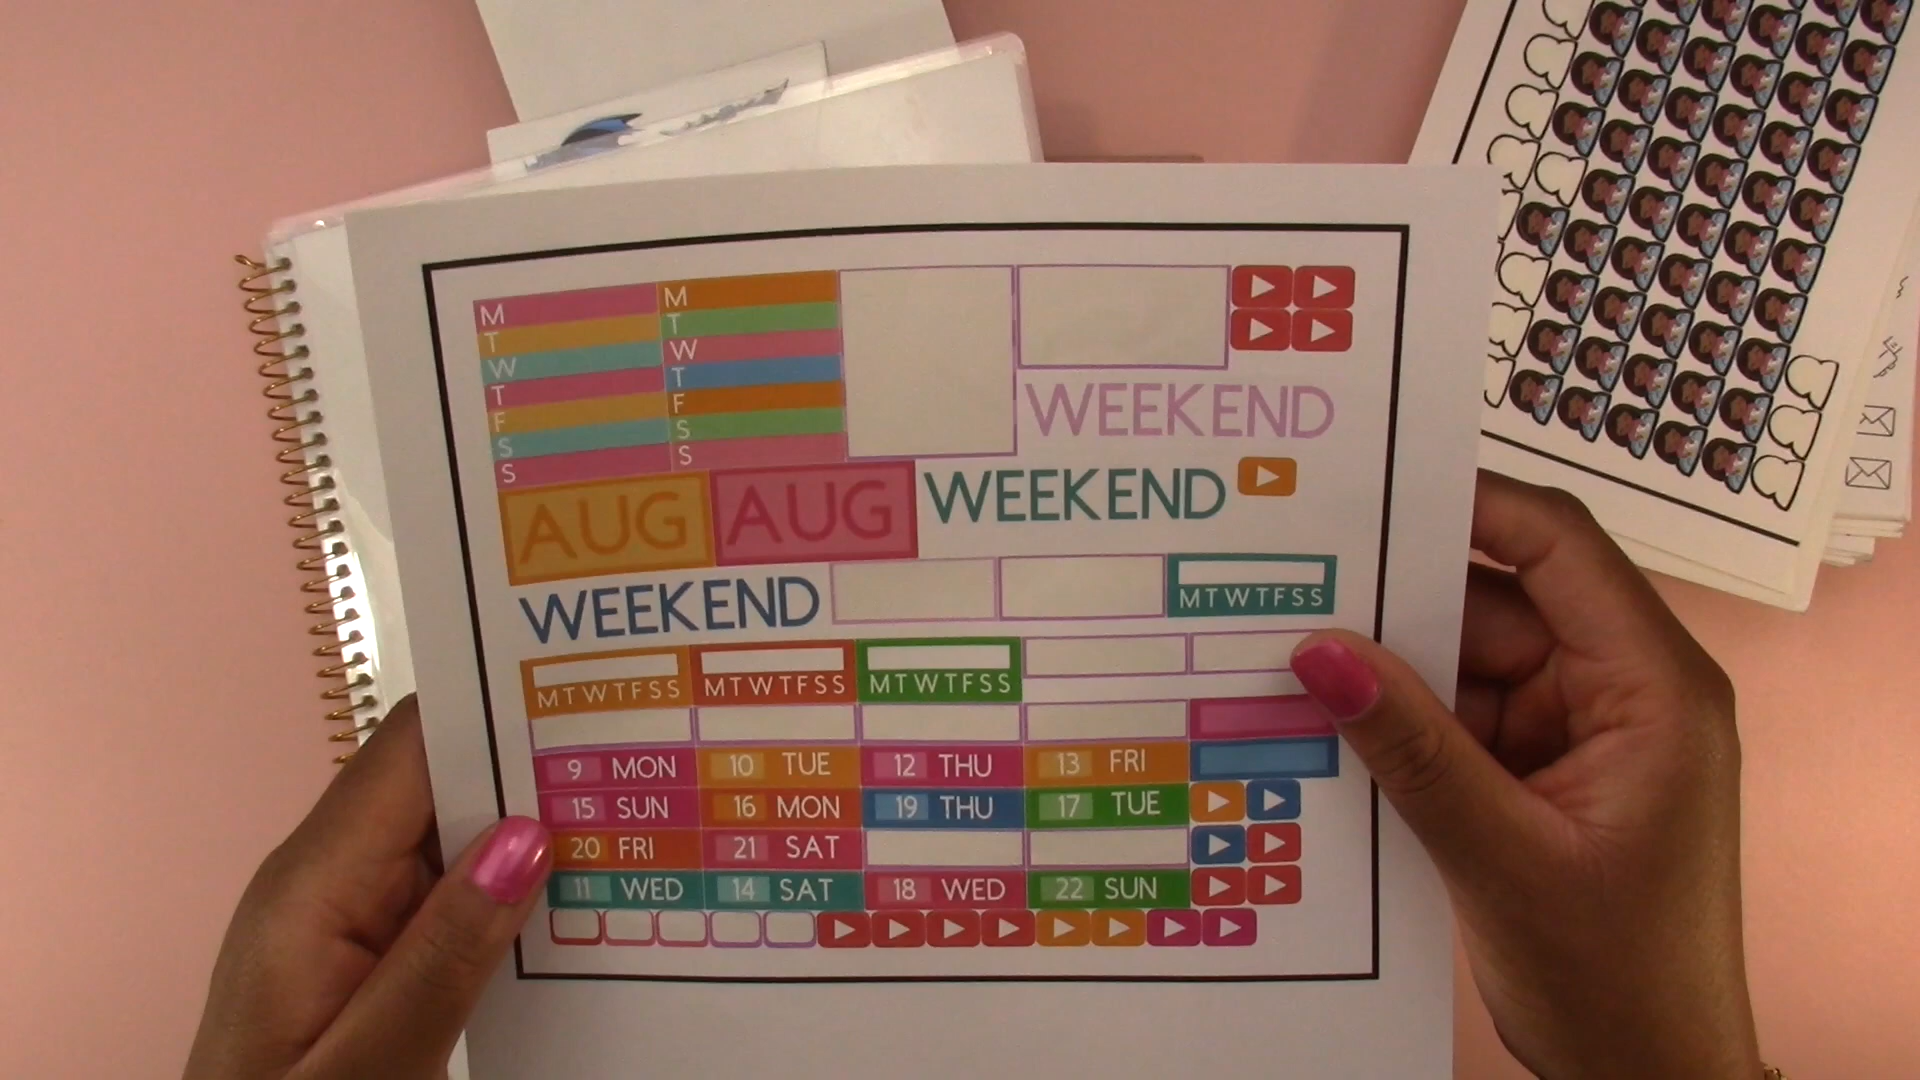 M
T
W
T
F
S
S
M
T
W
T
F
S
S
WEEKEND
AUG AUG WEEKEND
WEEKEND
MTWTFSS
MTWTFSS MTWTFSS MTWTFSS
9 MON 10 TUE 12 THU 13 FRI
15 SUN 16 MON 19 THU 17 TUE
20 FRI 21 SAT
11 WED 14 SAT 18 WED 22 SUN